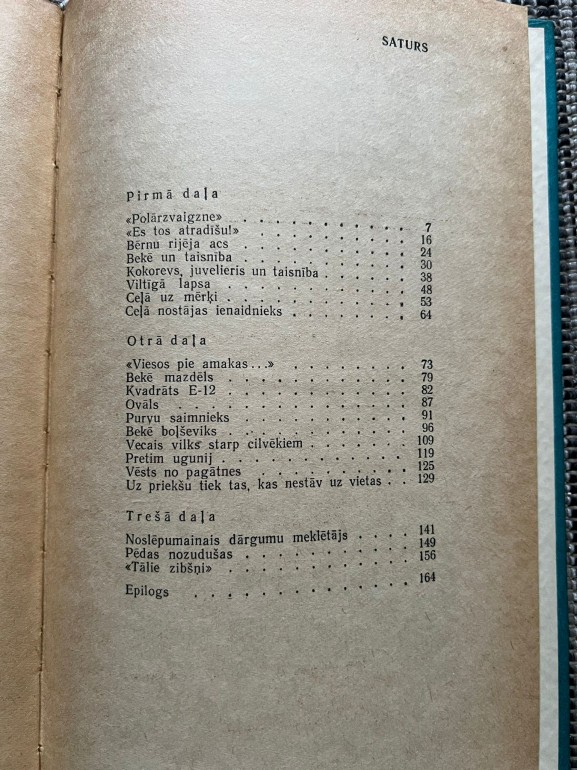 SATURS
Pirmā daļa
«Polārzvaigzne» . . . . . . . . . . . 7
«Es tos atradīšu!» . . . . . . . . . . . 16
Bērnu rijēja acs . . . . . . . . . . . 24
Bekē un taisnība . . . . . . . . . . . 30
Kokorevs, juvelieris un taisnība . . . . . . 38
Viltīgā lapsa . . . . . . . . . . . 48
Ceļā uz mērķi . . . . . . . . . . . 53
Ceļā nostājas ienaidnieks . . . . . . . . 64
Otrā daļa
«Viesos pie amakas...» . . . . . . . . 73
Bekē mazdēls . . . . . . . . . . . 79
Kvadrāts E-12 . . . . . . . . . . . 82
Ovāls . . . . . . . . . . . 87
Purvu saimnieks . . . . . . . . . . . 91
Bekē boļševiks . . . . . . . . . . . 96
Vecais vilks starp cilvēkiem . . . . . . . 109
Pretim ugunij . . . . . . . . . . . 119
Vēsts no pagātnes . . . . . . . . . . 125
Uz priekšu tiek tas, kas nestāv uz vietas . . 129
Trešā daļa
Noslēpumainais dārgumu meklētājs . . . . 141
Pēdas nozudušas . . . . . . . . . . 149
«Tālie zibšņi» . . . . . . . . . . . 156
Epilogs . . . . . . . . . . . 164